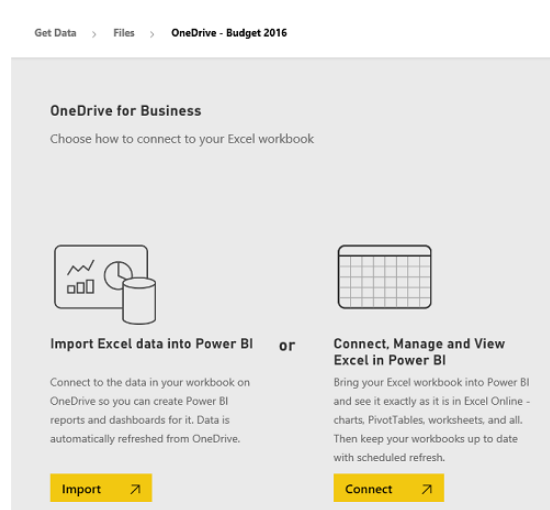 Get Data > Files > OneDrive - Budget 2016
OneDrive for Business
Choose how to connect to your Excel workbook
Import Excel data into Power BI
Connect to the data in your workbook on
OneDrive so you can create Power BI
reports and dashboards for it. Data is
automatically refreshed from OneDrive.
Import
or
Connect, Manage and View
Excel in Power BI
Bring your Excel workbook into Power BI
and see it exactly as it is in Excel Online -
charts, PivotTables, worksheets, and all.
Then keep your workbooks up to date
with scheduled refresh.
Connect